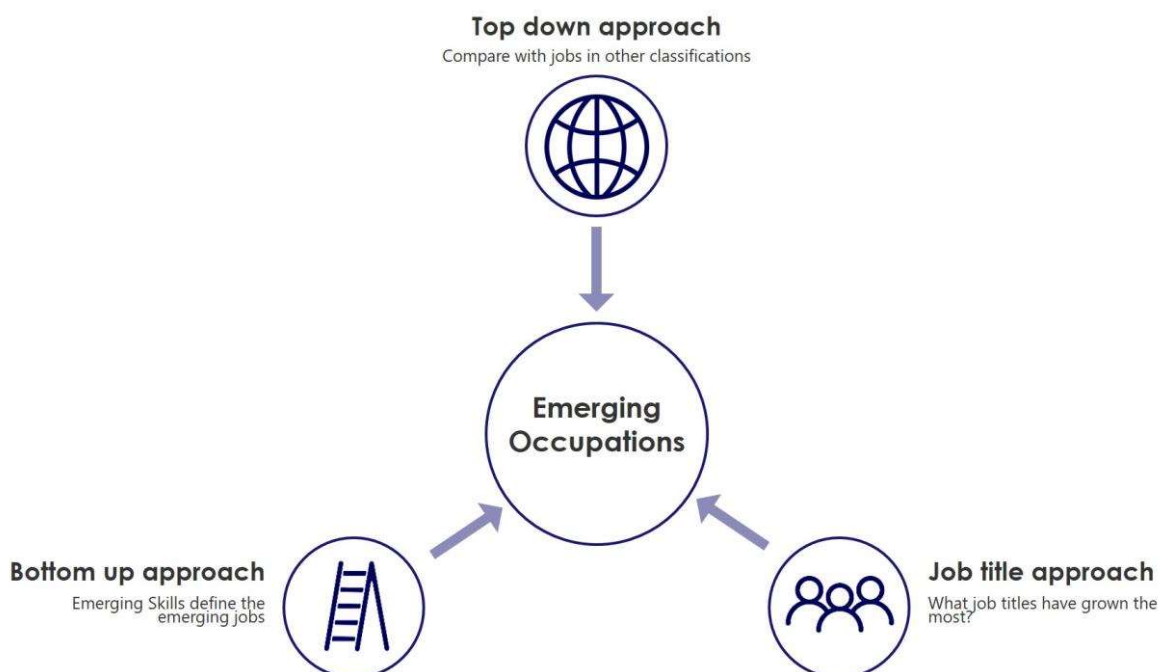 Top down approach
Compare with jobs in other classifications
Emerging
Occupations
Bottom up approach
Emerging Skills define the
emerging jobs
Job title approach
What job titles have grown the
most?